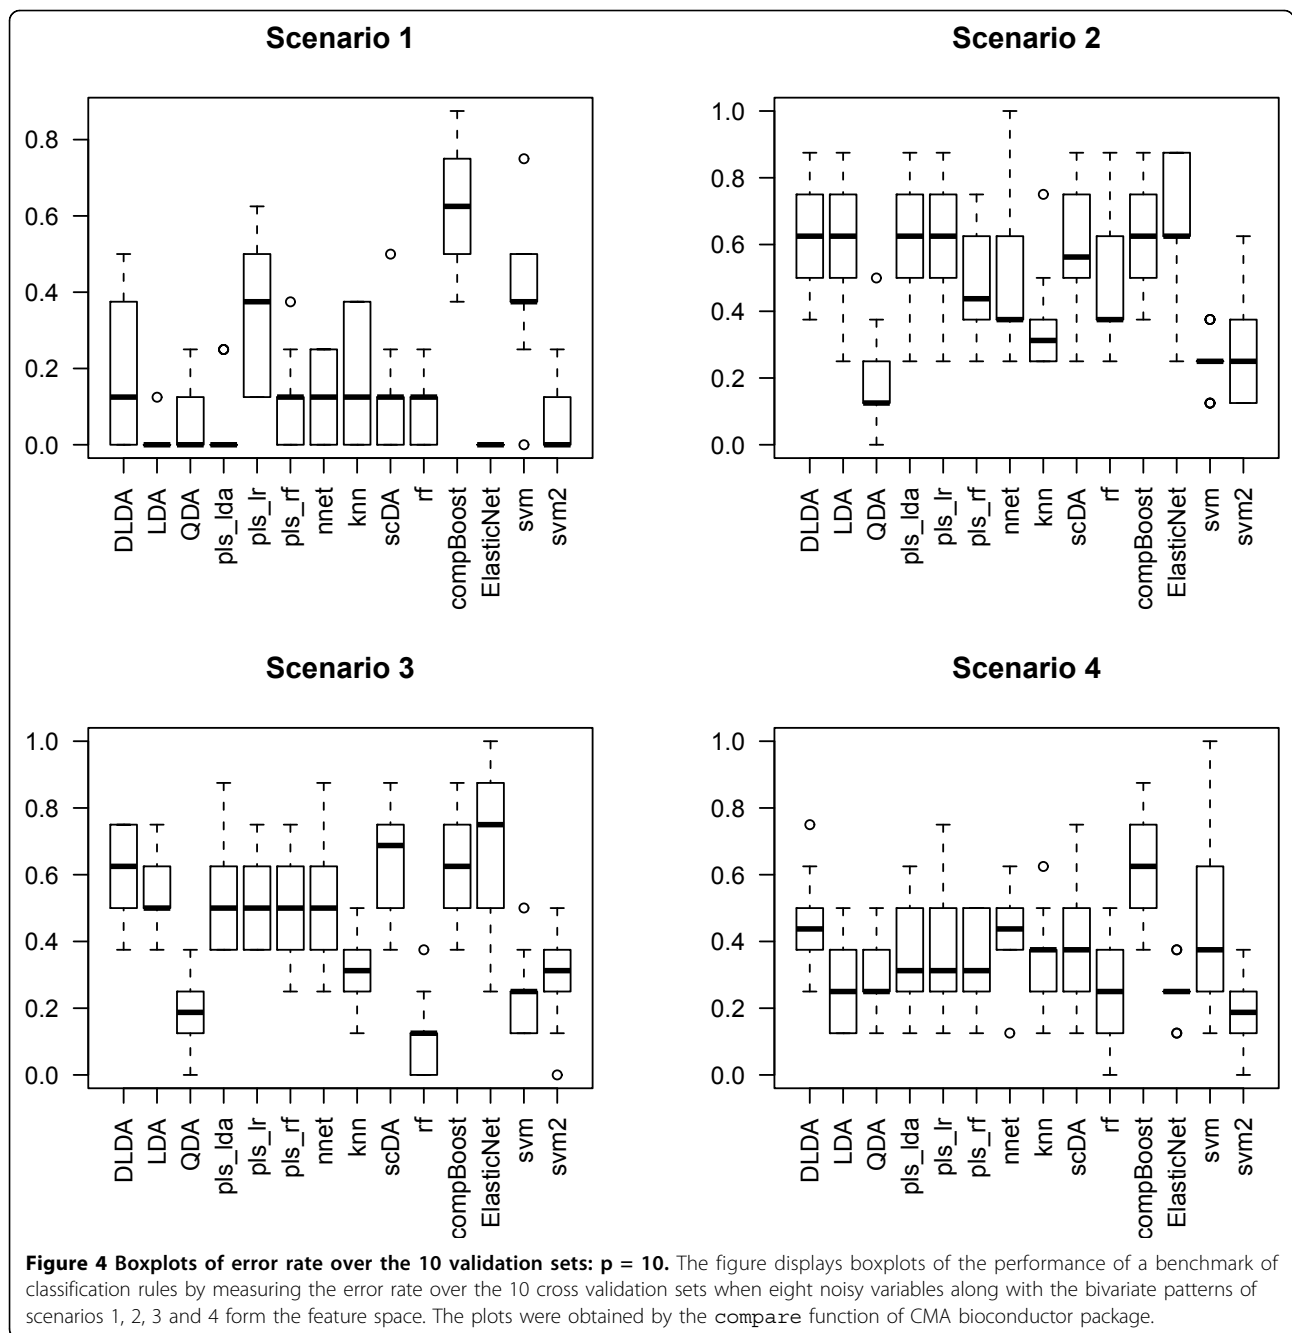 Scenario 1
0.8
0.6
0.4
0.2
0.0
DLDA
LDA
QDA
pls_lda
pls_lr
pls_rf
nnet
knn
scDA
rf
compBoost
ElasticNet
svm
svm2
Scenario 2
1.0
0.8
0.6
0.4
0.2
0.0
DLDA
LDA
QDA
pls_lda
pls_lr
pls_rf
nnet
knn
scDA
rf
compBoost
ElasticNet
svm
svm2
Scenario 3
1.0
0.8
0.6
0.4
0.2
0.0
DLDA
LDA
QDA
pls_lda
pls_lr
pls_rf
nnet
knn
scDA
rf
compBoost
ElasticNet
svm
svm2
Scenario 4
1.0
0.8
0.6
0.4
0.2
0.0
DLDA
LDA
QDA
pls_lda
pls_lr
pls_rf
nnet
knn
scDA
rf
compBoost
ElasticNet
svm
svm2
Figure 4 Boxplots of error rate over the 10 validation sets: p = 10. The figure displays boxplots of the performance of a benchmark of
classification rules by measuring the error rate over the 10 cross validation sets when eight noisy variables along with the bivariate patterns of
scenarios 1, 2, 3 and 4 form the feature space. The plots were obtained by the compare function of CMA bioconductor package.